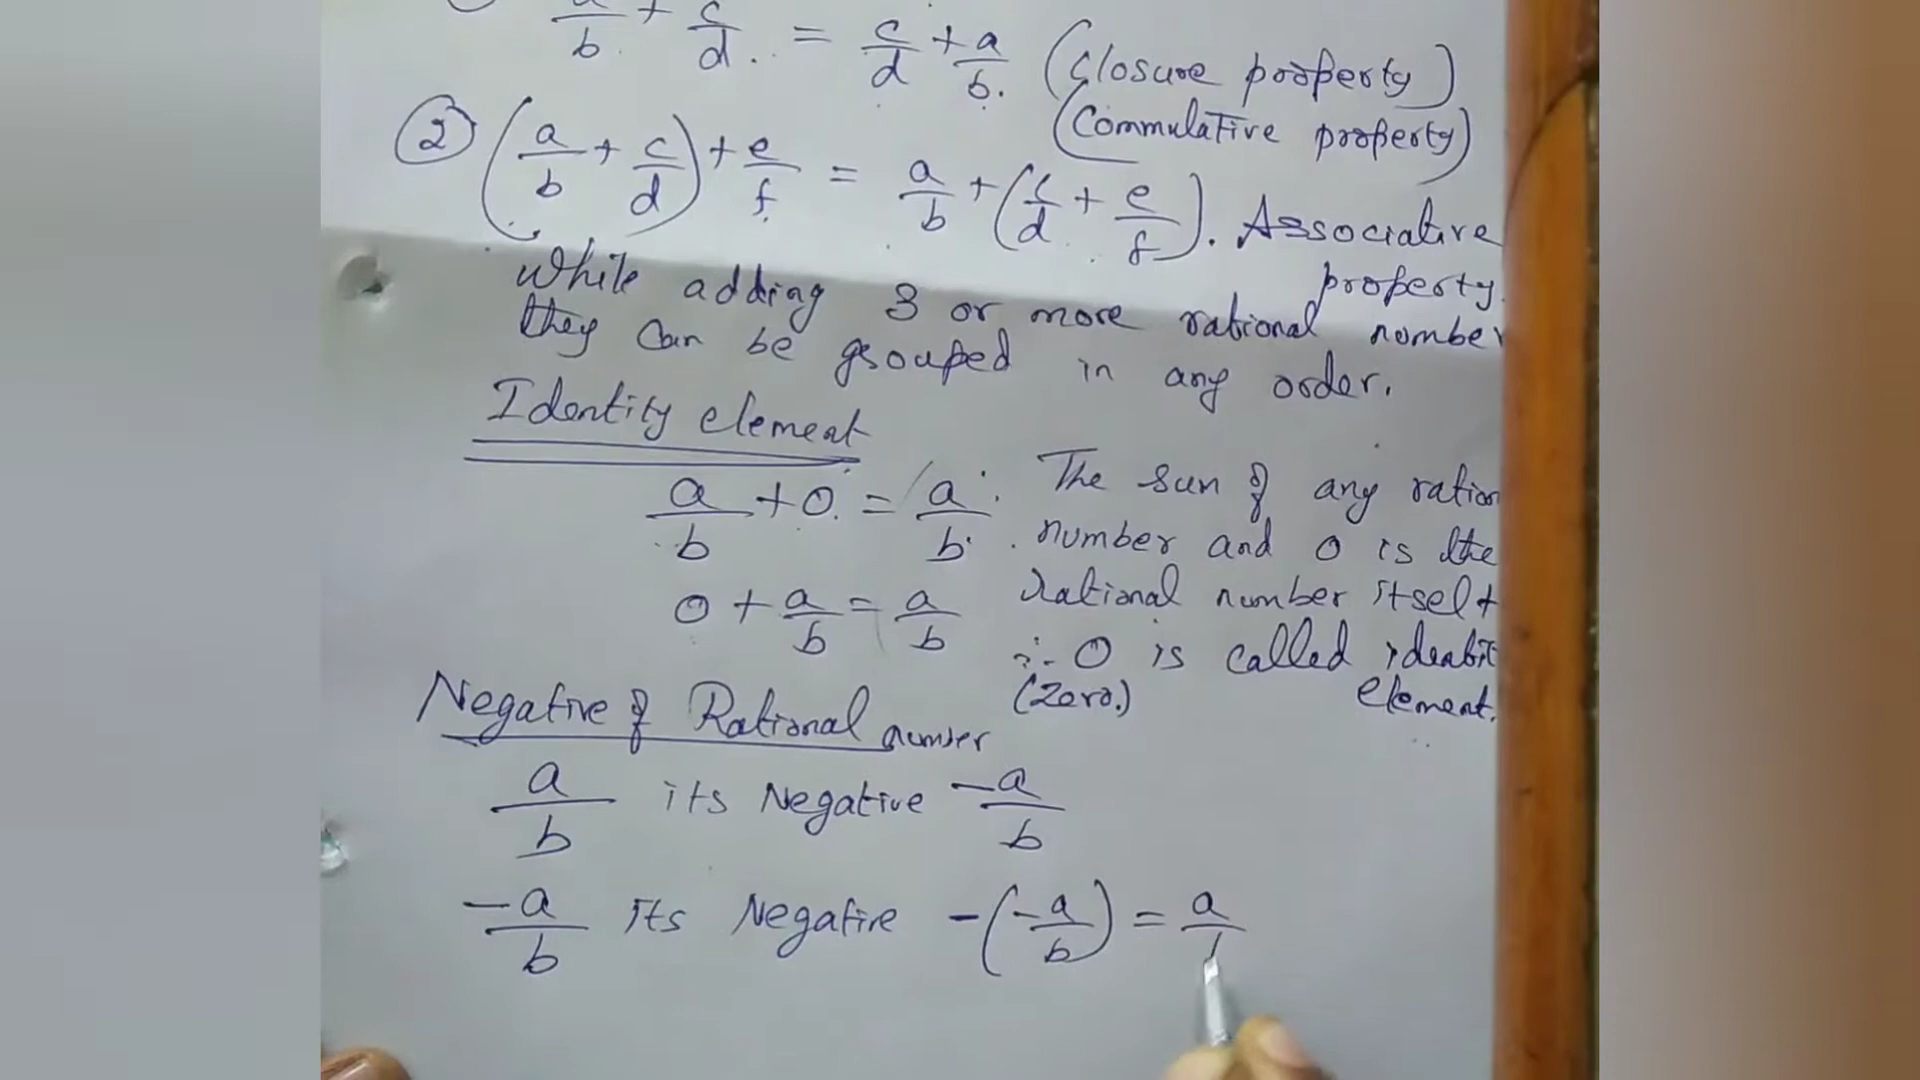 a/b + c/d = c/d + a/b. (Closure property)
(Commulative property)
② (a/b + c/d) + e/f = a/b + (c/d + e/f). Associative
property.
While adding 3 or more rational number
they can be grouped in any order.
Identity element
a/b + 0 = a/b. The sum of any ration
number and 0 is the
0 + a/b = a/b rational number itself
∴ 0 is called identit
(Zero.) element.
Negative of Rational number
a/b its Negative -a/b
-a/b its Negative -(-a/b) = a/